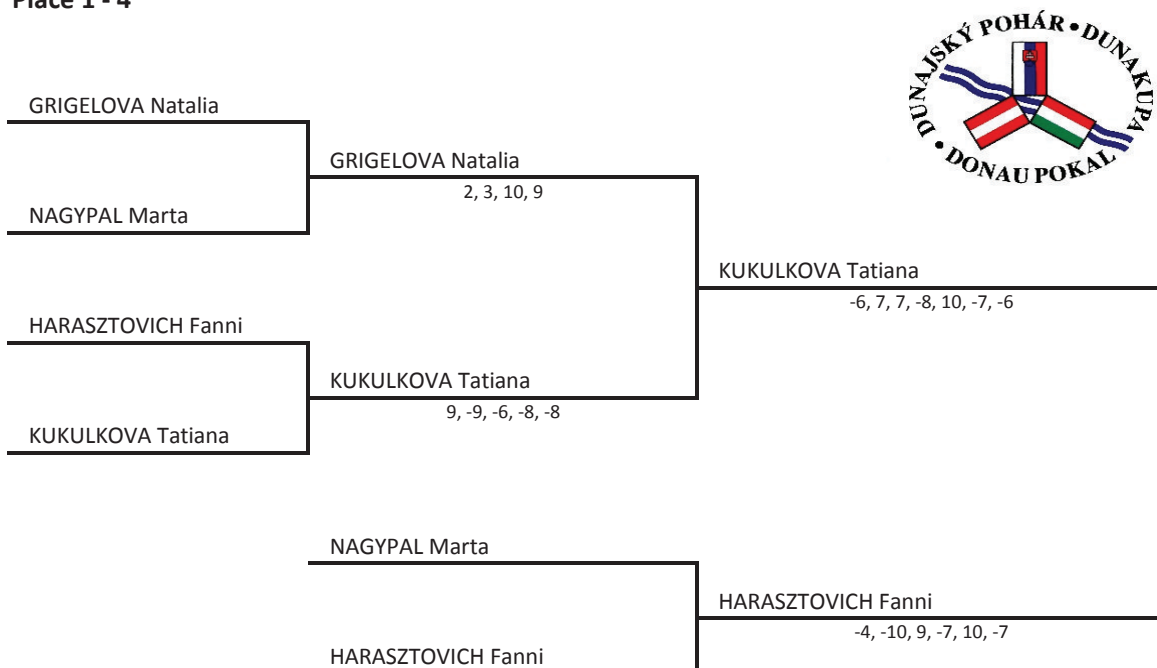 Place 1 - 4
DUNAJSKÝ POHÁR • DUNA KUPA • DONAU POKAL •
GRIGELOVA Natalia
GRIGELOVA Natalia
2, 3, 10, 9
NAGYPAL Marta
KUKULKOVA Tatiana
-6, 7, 7, -8, 10, -7, -6
HARASZTOVICH Fanni
KUKULKOVA Tatiana
9, -9, -6, -8, -8
KUKULKOVA Tatiana
NAGYPAL Marta
HARASZTOVICH Fanni
-4, -10, 9, -7, 10, -7
HARASZTOVICH Fanni